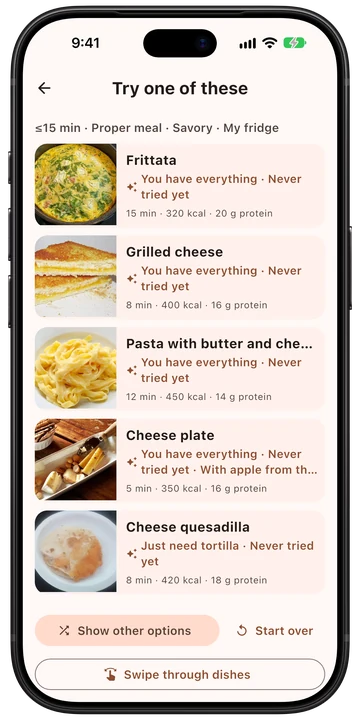 9:41
Try one of these
≤15 min · Proper meal · Savory · My fridge
Frittata
You have everything · Never
tried yet
15 min · 320 kcal · 20 g protein
Grilled cheese
You have everything · Never
tried yet
8 min · 400 kcal · 16 g protein
Pasta with butter and che...
You have everything · Never
tried yet
12 min · 450 kcal · 14 g protein
Cheese plate
You have everything · Never
tried yet · With apple from th...
5 min · 350 kcal · 16 g protein
Cheese quesadilla
Just need tortilla · Never tried
yet
8 min · 420 kcal · 18 g protein
Show other options
Start over
Swipe through dishes